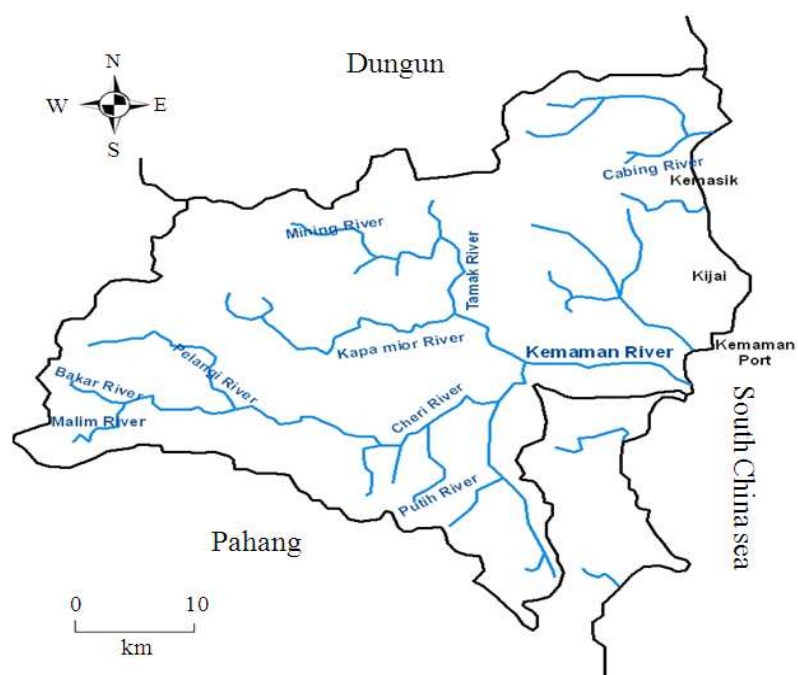 Dungun
N
W
E
S
Cabing River
Kemasik
Mining River
Tamak River
Kijai
Kapa mior River
Kemaman River
Kemaman
Port
Pelangi River
Bakar River
Malim River
Cheri River
South China sea
Putih River
Pahang
0 10
km